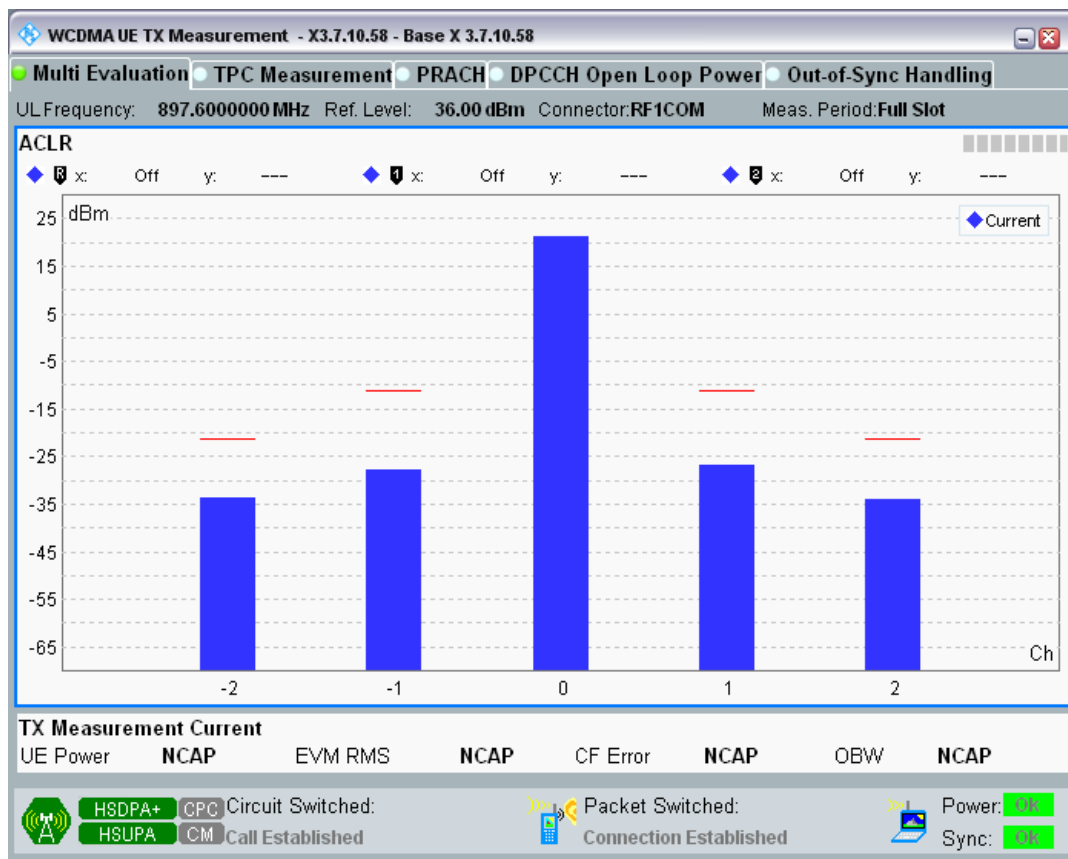 WCDMA UE TX Measurement - X3.7.10.58 - Base X 3.7.10.58
Multi Evaluation TPC Measurement PRACH DPCCH Open Loop Power Out-of-Sync Handling
UL Frequency: 897.6000000 MHz Ref. Level: 36.00 dBm Connector:RF1COM Meas. Period:Full Slot
ACLR
R x: Off y: --- 1 x: Off y: --- 2 x: Off y: ---
dBm
Current
25
15
5
-5
-15
-25
-35
-45
-55
-65
Ch
-2 -1 0 1 2
TX Measurement Current
UE Power NCAP EVM RMS NCAP CF Error NCAP OBW NCAP
HSDPA+ CPC Circuit Switched: Packet Switched: Power: OK
HSUPA CM Call Established Connection Established Sync: OK